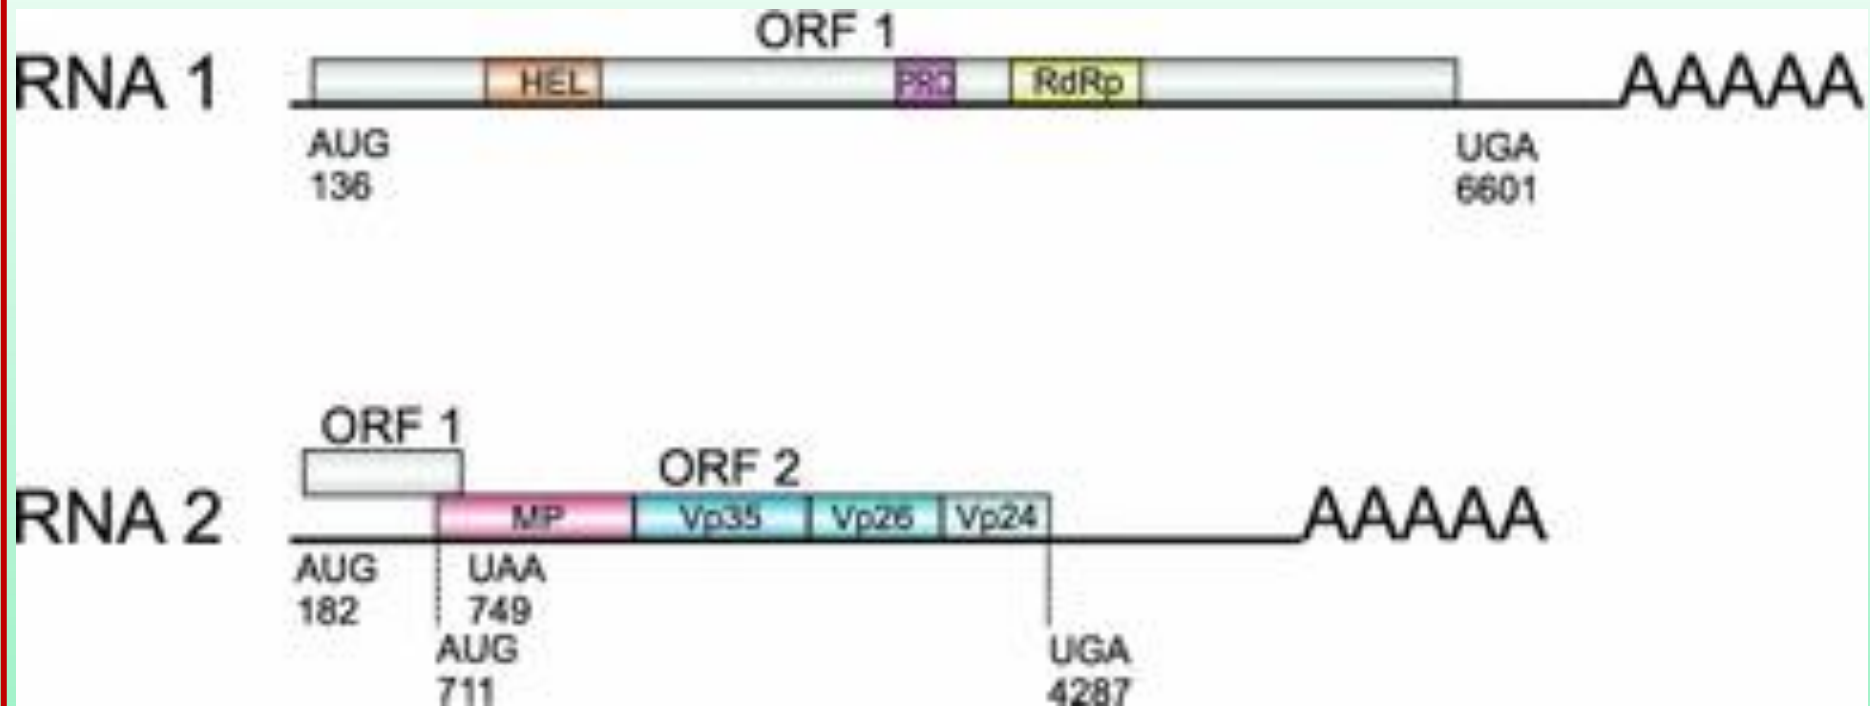 ORF 1
RNA 1 HEL PRO RdRp AAAAA
AUG UGA
136 6601
ORF 1
ORF 2
RNA 2 MP Vp35 Vp26 Vp24 AAAAA
AUG UAA
182 749
AUG UGA
711 4287